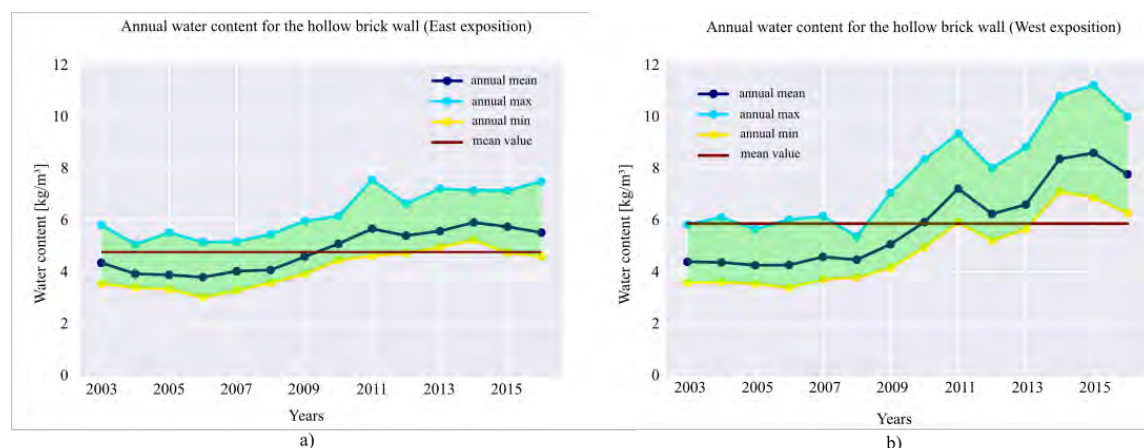 Annual water content for the hollow brick wall (East exposition)
12
10
8
6
4
2
0
Water content [kg/m³]
annual mean
annual max
annual min
mean value
2003 2005 2007 2009 2011 2013 2015
Years
a)
Annual water content for the hollow brick wall (West exposition)
12
10
8
6
4
2
0
Water content [kg/m³]
annual mean
annual max
annual min
mean value
2003 2005 2007 2009 2011 2013 2015
Years
b)